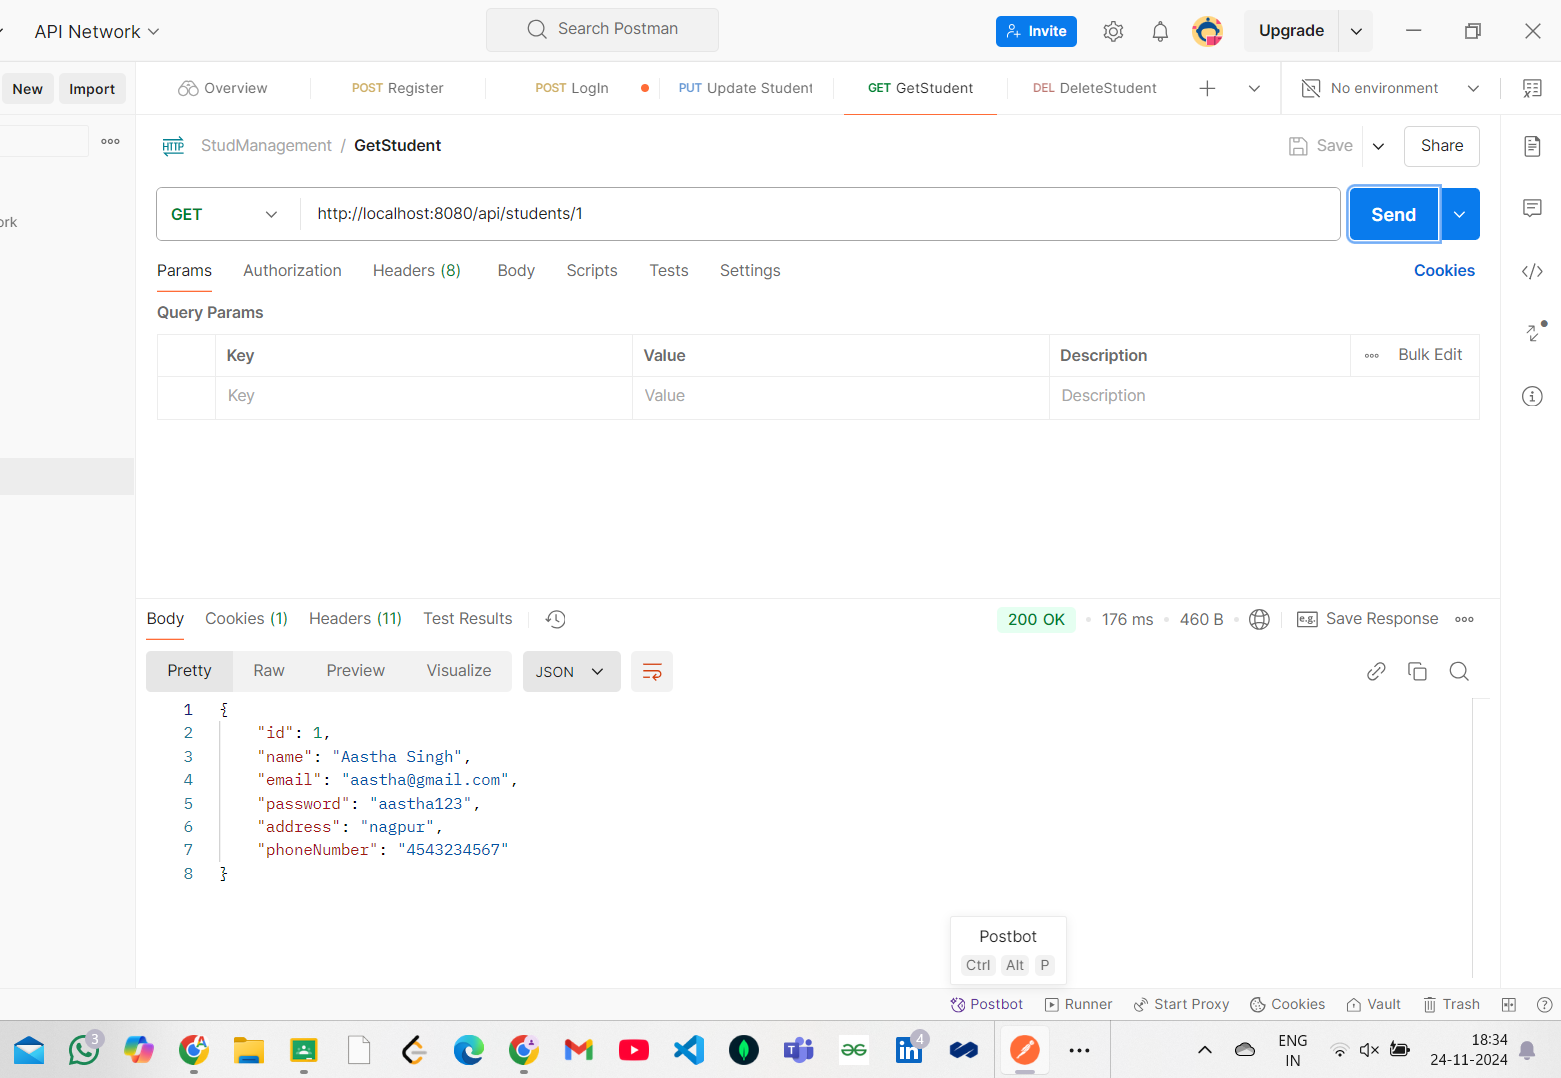 API Network
Search Postman
Invite
Upgrade
New
Import
Overview
POST Register
POST LogIn
PUT Update Student
GET GetStudent
DEL DeleteStudent
No environment
HTTP
StudManagement / GetStudent
Save
Share
GET
http://localhost:8080/api/students/1
Send
ork
Params
Authorization
Headers (8)
Body
Scripts
Tests
Settings
Cookies
Query Params
Key
Value
Description
Bulk Edit
Key
Value
Description
Body
Cookies (1)
Headers (11)
Test Results
200 OK
176 ms
460 B
e.g.
Save Response
Pretty
Raw
Preview
Visualize
JSON
1 {
2 "id": 1,
3 "name": "Aastha Singh",
4 "email": "aastha@gmail.com",
5 "password": "aastha123",
6 "address": "nagpur",
7 "phoneNumber": "4543234567"
8 }
Postbot
Ctrl Alt P
Postbot
Runner
Start Proxy
Cookies
Vault
Trash
3
4
ENG
IN
18:34
24-11-2024